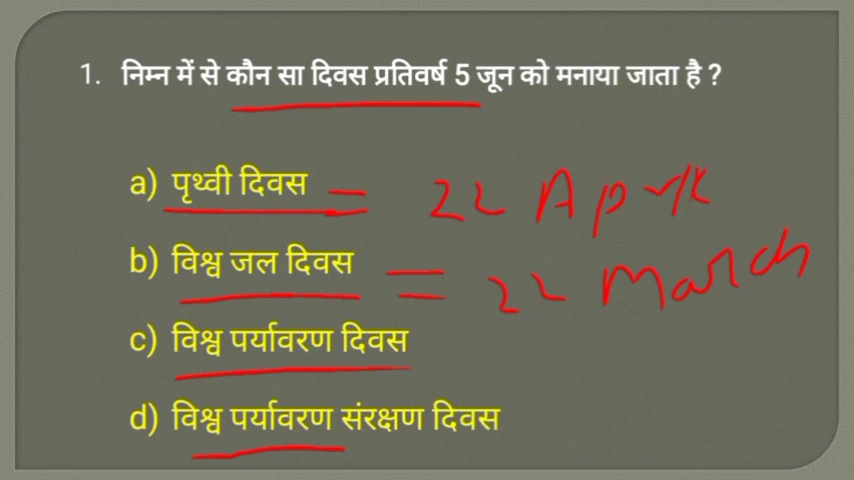 1. निम्न में से कौन सा दिवस प्रतिवर्ष 5 जून को मनाया जाता है ?
a) पृथ्वी दिवस = 22 April
b) विश्व जल दिवस = 22 March
c) विश्व पर्यावरण दिवस
d) विश्व पर्यावरण संरक्षण दिवस